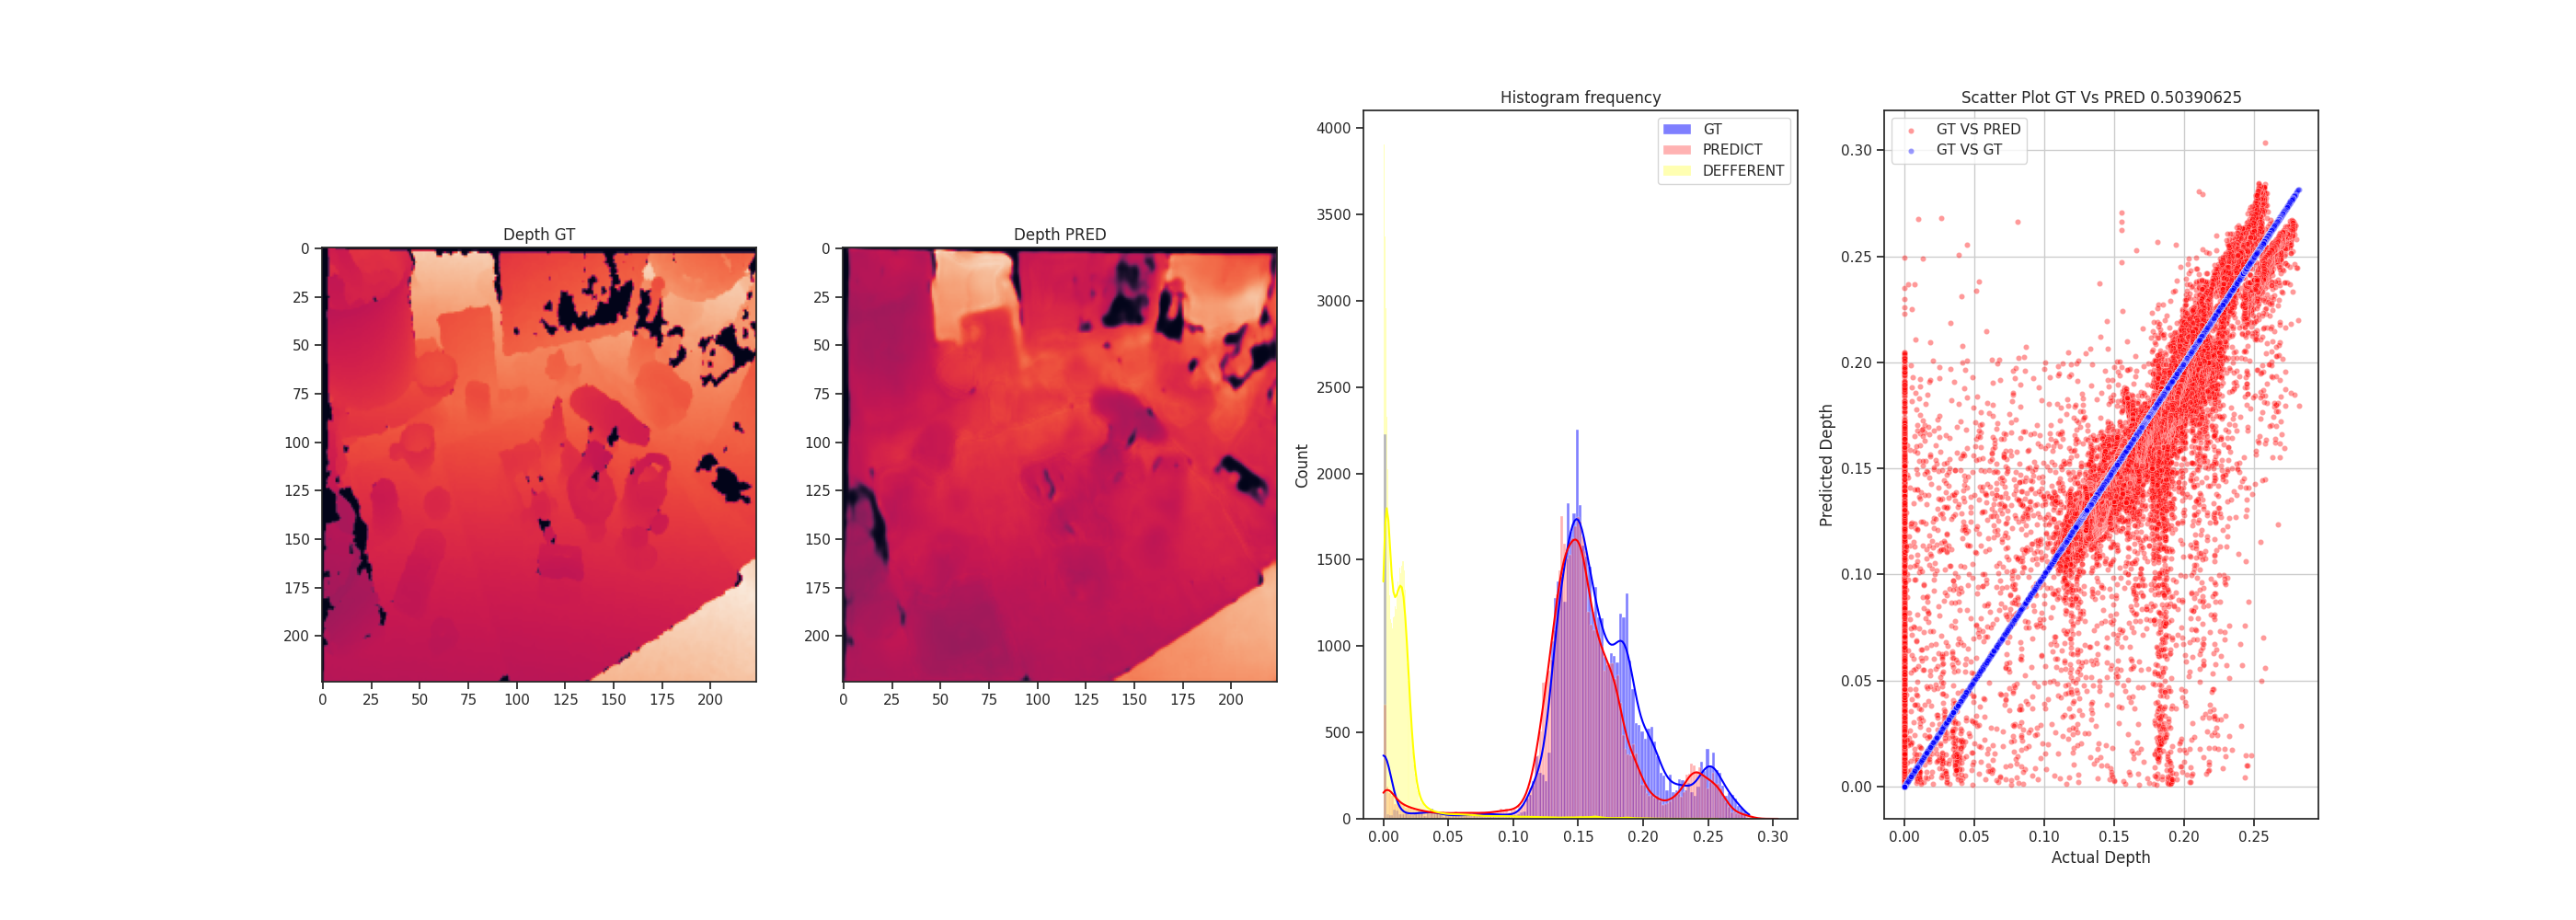 Depth GT
0
25
50
75
100
125
150
175
200
0 25 50 75 100 125 150 175 200
Depth PRED
0
25
50
75
100
125
150
175
200
0 25 50 75 100 125 150 175 200
Histogram frequency
GT
PREDICT
DEFFERENT
Count
4000
3500
3000
2500
2000
1500
1000
500
0
0.00 0.05 0.10 0.15 0.20 0.25 0.30
Scatter Plot GT Vs PRED 0.50390625
GT VS PRED
GT VS GT
Predicted Depth
0.30
0.25
0.20
0.15
0.10
0.05
0.00
0.00 0.05 0.10 0.15 0.20 0.25
Actual Depth